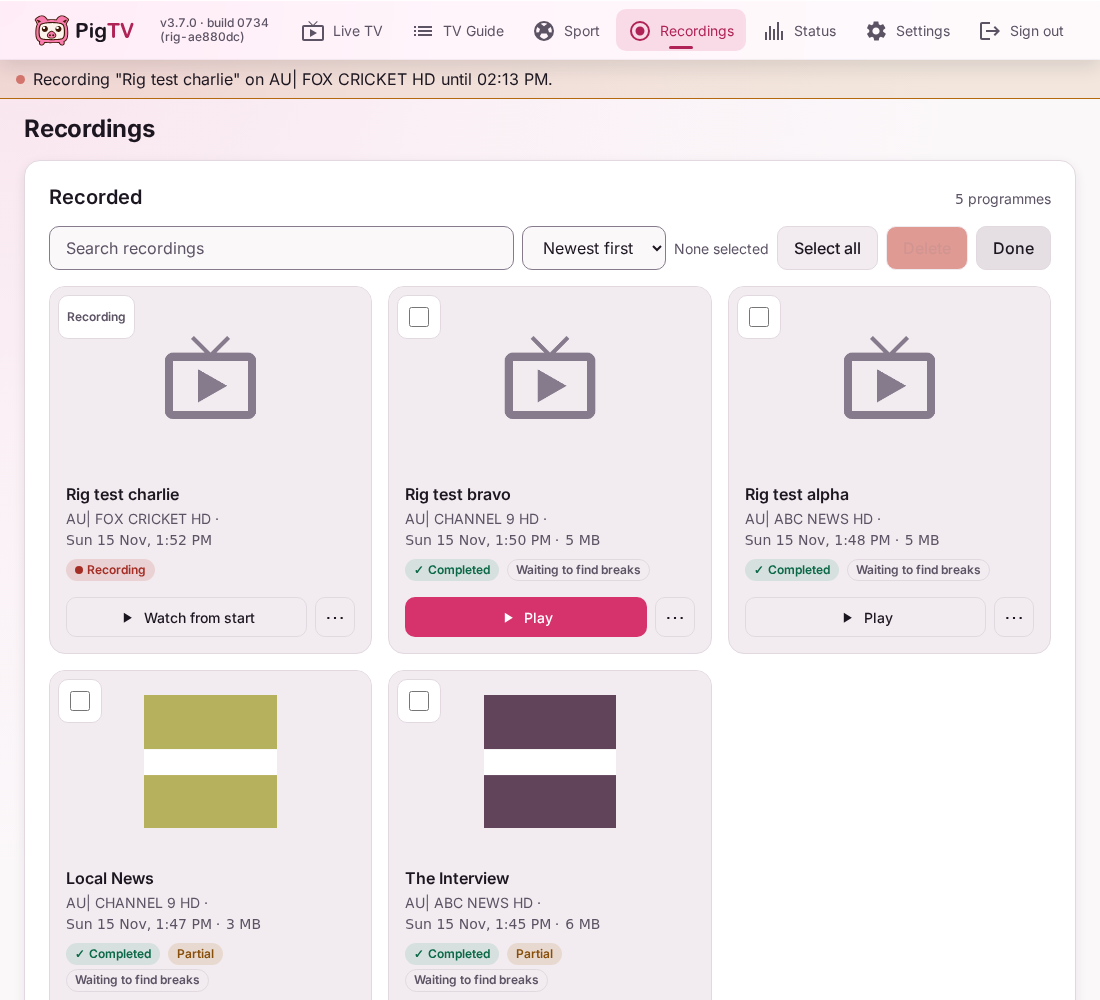 PigTV
v3.7.0 · build 0734
(rig-ae880dc)
Live TV
TV Guide
Sport
Recordings
Status
Settings
Sign out
Recording "Rig test charlie" on AU| FOX CRICKET HD until 02:13 PM.
Recordings
Recorded
5 programmes
Search recordings
Newest first
None selected
Select all
Delete
Done
Recording
Rig test charlie
AU| FOX CRICKET HD ·
Sun 15 Nov, 1:52 PM
Recording
Watch from start
...
Rig test bravo
AU| CHANNEL 9 HD ·
Sun 15 Nov, 1:50 PM · 5 MB
✓ Completed
Waiting to find breaks
Play
...
Rig test alpha
AU| ABC NEWS HD ·
Sun 15 Nov, 1:48 PM · 5 MB
✓ Completed
Waiting to find breaks
Play
...
Local News
AU| CHANNEL 9 HD ·
Sun 15 Nov, 1:47 PM · 3 MB
✓ Completed
Partial
Waiting to find breaks
The Interview
AU| ABC NEWS HD ·
Sun 15 Nov, 1:45 PM · 6 MB
✓ Completed
Partial
Waiting to find breaks